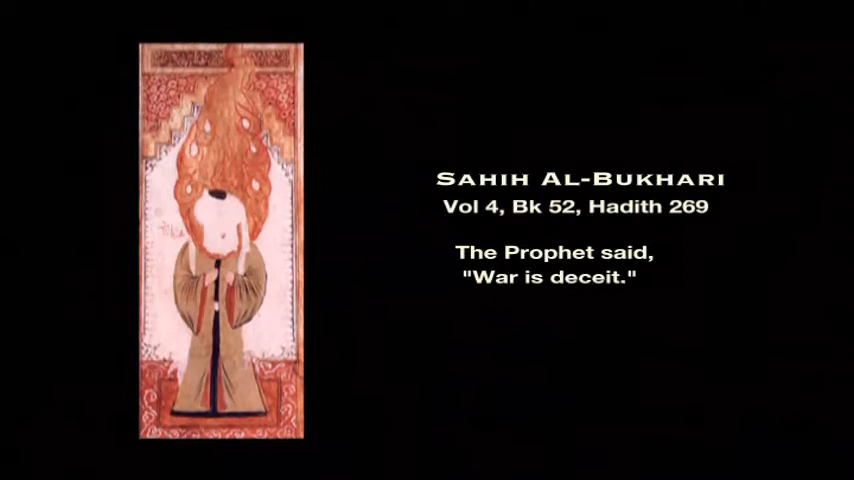 SAHIH AL-BUKHARI
Vol 4, Bk 52, Hadith 269
The Prophet said,
"War is deceit."